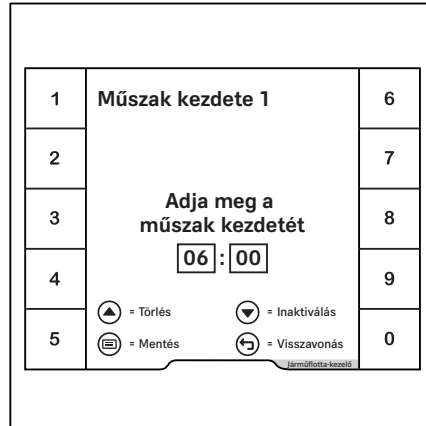 1
Műszak kezdete 1
6
2
7
3
Adja meg a
műszak kezdetét
8
06 : 00
4
9
= Törlés
= Inaktiválás
5
= Mentés
= Visszavonás
0
Járműflotta-kezelő